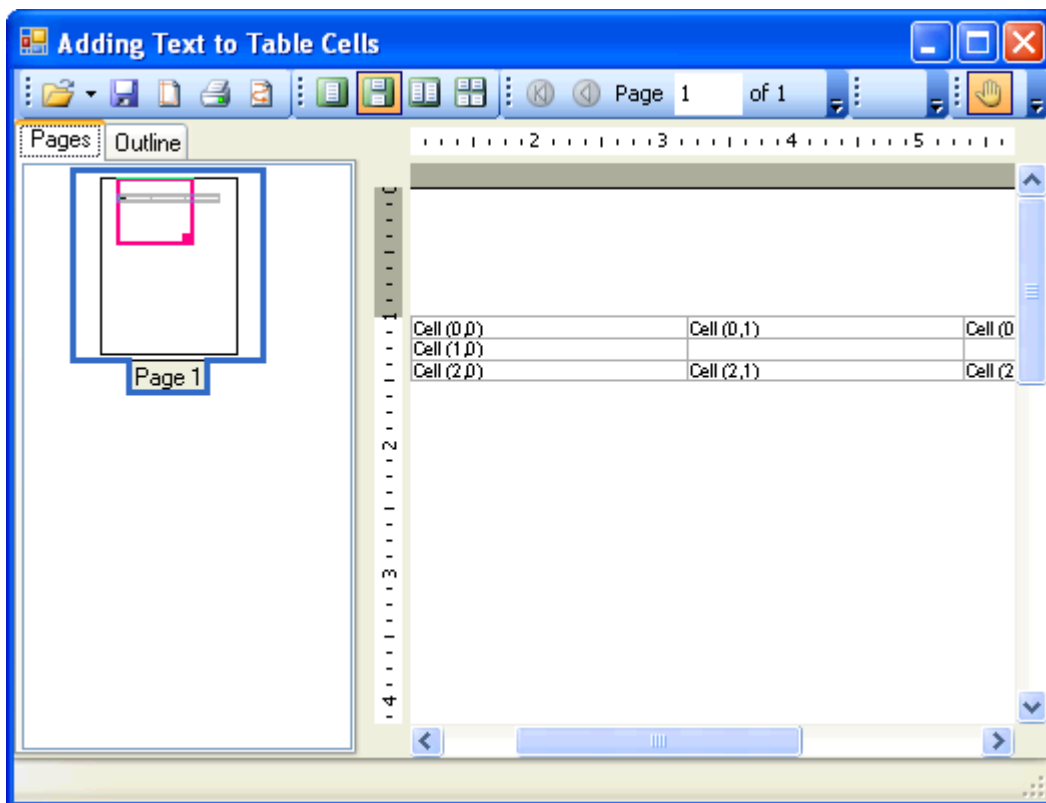 Adding Text to Table Cells
Page 1 of 1
Pages Outline
2 3 4 5
0
1
Cell (0,0) Cell (0,1) Cell (0
Cell (1,0)
Cell (2,0) Cell (2,1) Cell (2
Page 1
2
3
4